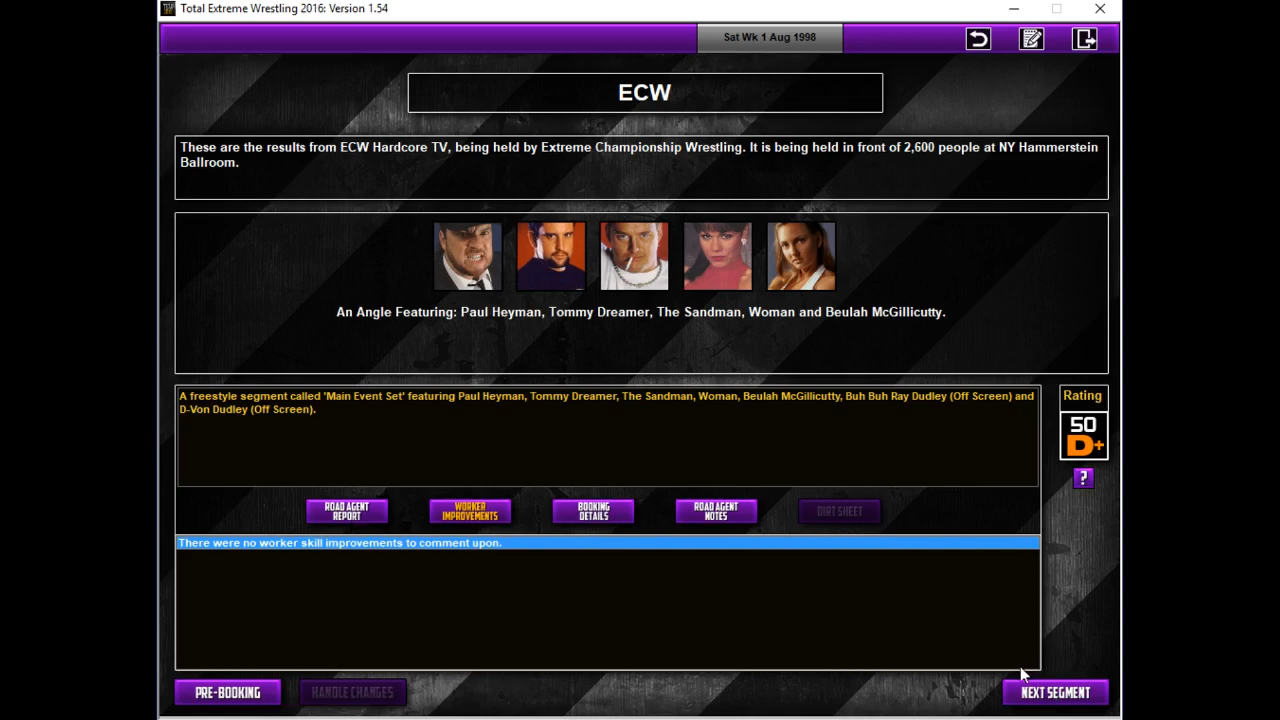 Total Extreme Wrestling 2016: Version 1.54
Sat Wk 1 Aug 1998
ECW
These are the results from ECW Hardcore TV, being held by Extreme Championship Wrestling. It is being held in front of 2,600 people at NY Hammerstein
Ballroom.
An Angle Featuring: Paul Heyman, Tommy Dreamer, The Sandman, Woman and Beulah McGillicutty.
A freestyle segment called 'Main Event Set' featuring Paul Heyman, Tommy Dreamer, The Sandman, Woman, Beulah McGillicutty, Buh Buh Ray Dudley (Off Screen) and
D-Von Dudley (Off Screen).
Rating
50
D+
?
ROAD AGENT
REPORT
WORKER
IMPROVEMENTS
BOOKING
DETAILS
ROAD AGENT
NOTES
DIRT SHEET
There were no worker skill improvements to comment upon.
PRE-BOOKING
HANDLE CHANGES
NEXT SEGMENT